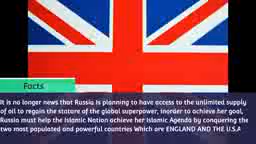 Facts
It is no longer news that Russia is planning to have access to the unlimited supply
of oil to regain the stature of the global superpower, inorder to achieve her goal,
Russia must help the Islamic Nation achieve her Islamic Agenda by conquering the
two most populated and powerful countries Which are ENGLAND AND THE U.S.A